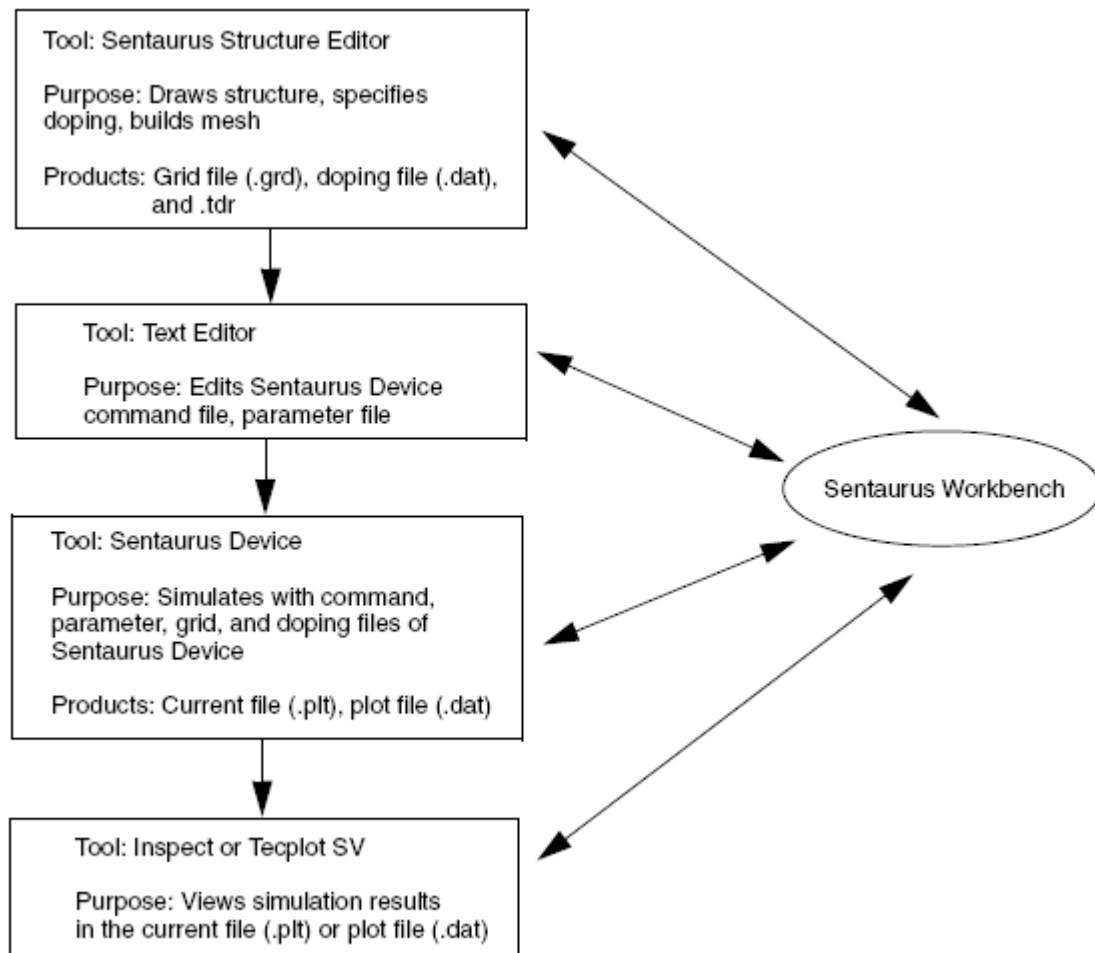 Tool: Sentaurus Structure Editor
Purpose: Draws structure, specifies
doping, builds mesh
Products: Grid file (.grd), doping file (.dat),
and .tdr
Tool: Text Editor
Purpose: Edits Sentaurus Device
command file, parameter file
Sentaurus Workbench
Tool: Sentaurus Device
Purpose: Simulates with command,
parameter, grid, and doping files of
Sentaurus Device
Products: Current file (.plt), plot file (.dat)
Tool: Inspect or Tecplot SV
Purpose: Views simulation results
in the current file (.plt) or plot file (.dat)